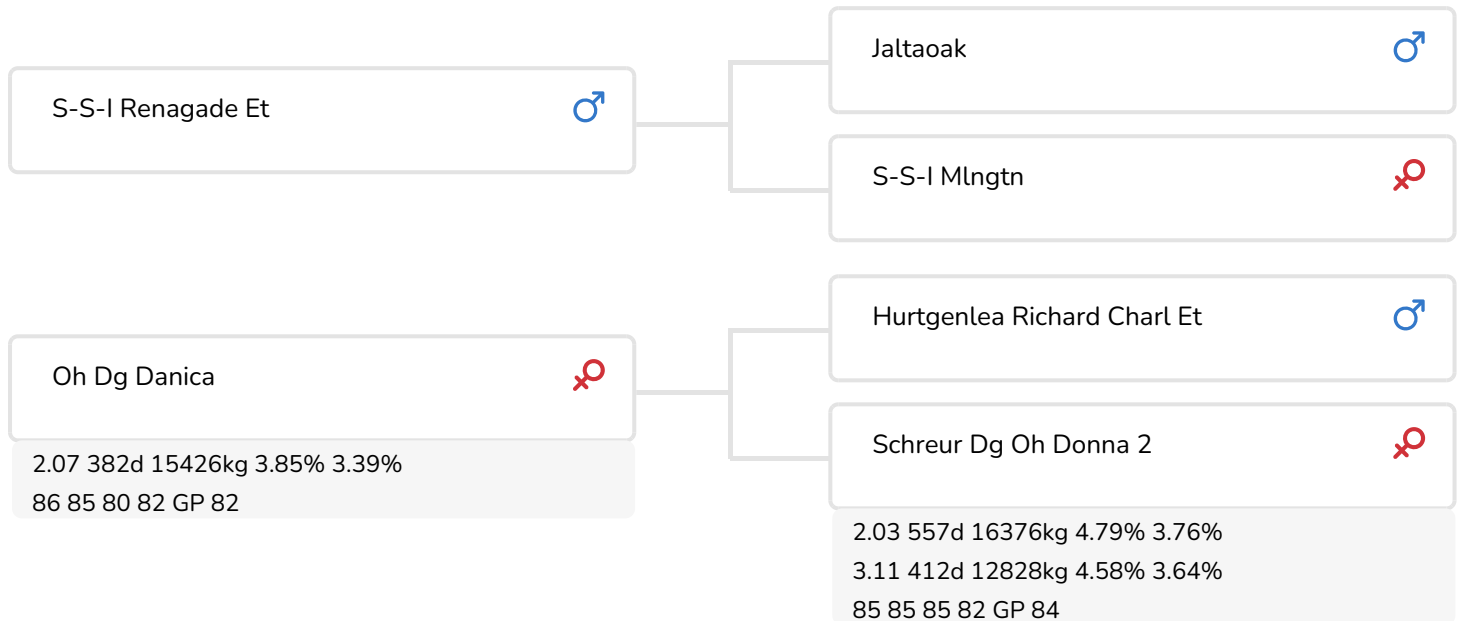 Jaltaoak
S-S-I Renagade Et
S-S-I Mlngtn
Hurtgenlea Richard Charl Et
Oh Dg Danica
2.07 382d 15426kg 3.85% 3.39%
86 85 80 82 GP 82
Schreur Dg Oh Donna 2
2.03 557d 16376kg 4.79% 3.76%
3.11 412d 12828kg 4.58% 3.64%
85 85 85 82 GP 84